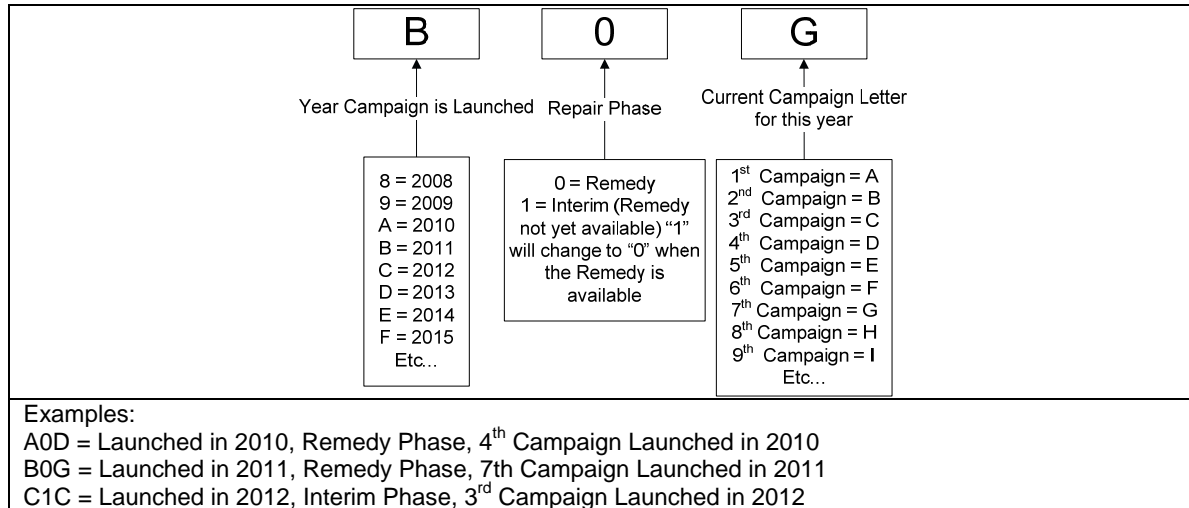 B
0
G
Year Campaign is Launched
Repair Phase
Current Campaign Letter
for this year
8 = 2008
9 = 2009
A = 2010
B = 2011
C = 2012
D = 2013
E = 2014
F = 2015
Etc...
0 = Remedy
1 = Interim (Remedy
not yet available) “1”
will change to “0” when
the Remedy is
available
1st Campaign = A
2nd Campaign = B
3rd Campaign = C
4th Campaign = D
5th Campaign = E
6th Campaign = F
7th Campaign = G
8th Campaign = H
9th Campaign = I
Etc...
Examples:
A0D = Launched in 2010, Remedy Phase, 4th Campaign Launched in 2010
B0G = Launched in 2011, Remedy Phase, 7th Campaign Launched in 2011
C1C = Launched in 2012, Interim Phase, 3rd Campaign Launched in 2012